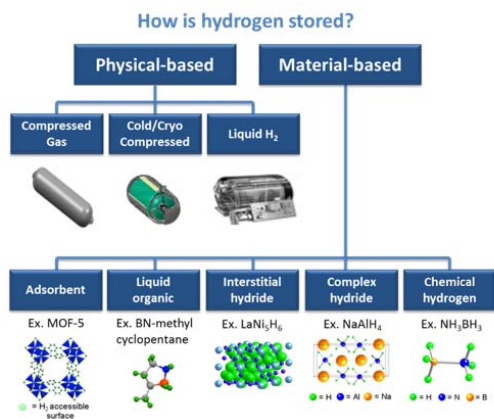 How is hydrogen stored?
Physical-based
Material-based
Compressed
Gas
Cold/Cryo
Compressed
Liquid H₂
Adsorbent
Liquid
organic
Interstitial
hydride
Complex
hydride
Chemical
hydrogen
Ex. MOF-5
Ex. BN-methyl
cyclopentane
Ex. LaNi₅H₆
Ex. NaAlH₄
Ex. NH₃BH₃
= H₂ accessible
surface
= H = Al = Na
= H = N = B